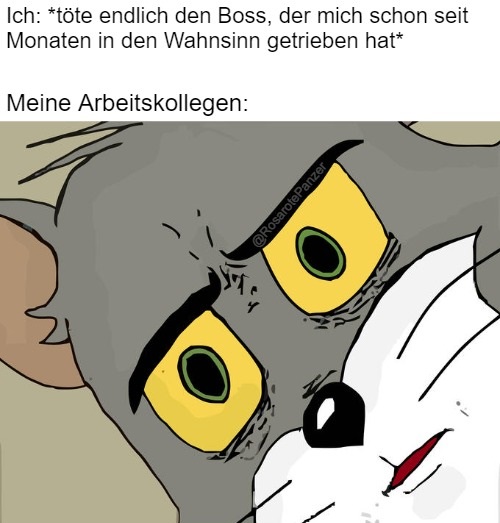 Ich: *töte endlich den Boss, der mich schon seit
Monaten in den Wahnsinn getrieben hat*
Meine Arbeitskollegen:
@RosarotePanzer